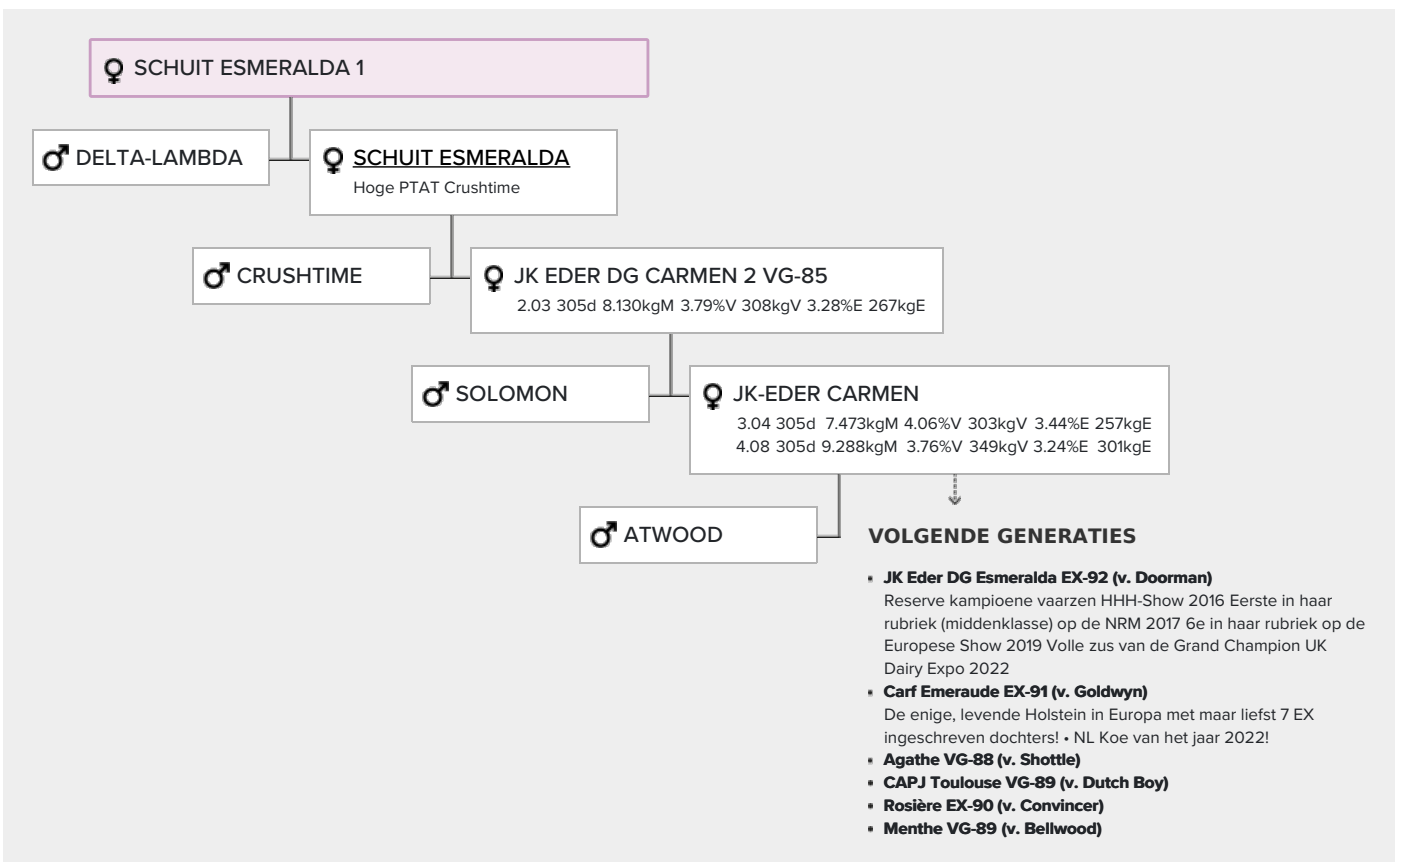 SCHUIT ESMERALDA 1
DELTA-LAMBDA
SCHUIT ESMERALDA
Hoge PTAT Crushtime
CRUSHTIME
JK EDER DG CARMEN 2 VG-85
2.03 305d 8.130kgM 3.79%V 308kgV 3.28%E 267kgE
SOLOMON
JK-EDER CARMEN
3.04 305d 7.473kgM 4.06%V 303kgV 3.44%E 257kgE
4.08 305d 9.288kgM 3.76%V 349kgV 3.24%E 301kgE
ATWOOD
VOLGENDE GENERATIES
JK Eder DG Esmeralda EX-92 (v. Doorman)
Reserve kampioene vaarzen HHH-Show 2016 Eerste in haar
rubriek (middenklasse) op de NRM 2017 6e in haar rubriek op de
Europese Show 2019 Volle zus van de Grand Champion UK
Dairy Expo 2022
Carf Emeraude EX-91 (v. Goldwyn)
De enige, levende Holstein in Europa met maar liefst 7 EX
ingeschreven dochters! • NL Koe van het jaar 2022!
Agathe VG-88 (v. Shottle)
CAPJ Toulouse VG-89 (v. Dutch Boy)
Rosière EX-90 (v. Convincer)
Menthe VG-89 (v. Bellwood)